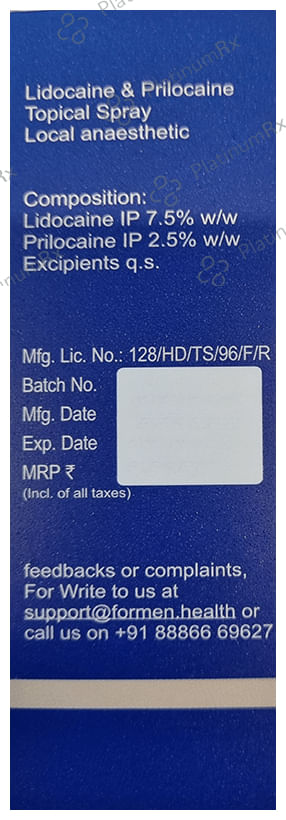 Lidocaine & Prilocaine
Topical Spray
Local anaesthetic
Composition:
Lidocaine IP 7.5% w/w
Prilocaine IP 2.5% w/w
Excipients q.s.
Mfg. Lic. No.: 128/HD/TS/96/F/R
Batch No.
Mfg. Date
Exp. Date
MRP ₹
(Incl. of all taxes)
feedbacks or complaints,
For Write to us at
support@formen.health or
call us on +91 88866 69627
PlatinumRx
PlatinumRx